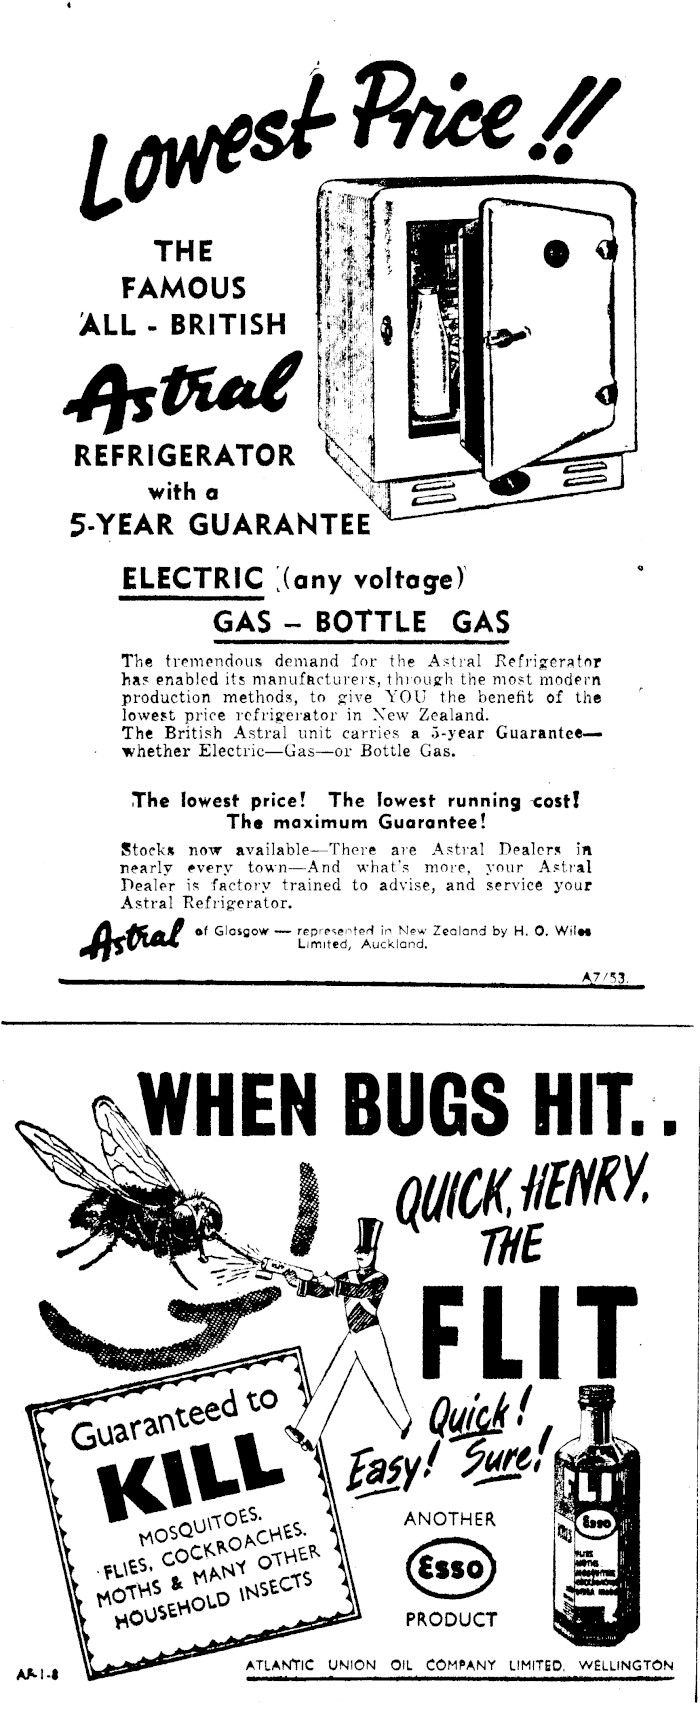 Lowest Price!!
THE
FAMOUS
ALL - BRITISH
Astral
REFRIGERATOR
with a
5-YEAR GUARANTEE
ELECTRIC (any voltage)
GAS – BOTTLE GAS
The tremendous demand for the Astral Refrigerator
has enabled its manufacturers, through the most modern
production methods, to give YOU the benefit of the
lowest price refrigerator in New Zealand.
The British Astral unit carries a 5-year Guarantee—
whether Electric—Gas—or Bottle Gas.
The lowest price! The lowest running cost!
The maximum Guarantee!
Stocks now available—There are Astral Dealers in
nearly every town—And what's more, your Astral
Dealer is factory trained to advise, and service your
Astral Refrigerator.
Astral of Glasgow — represented in New Zealand by H. O. Wiles
Limited, Auckland.
A7/53.
WHEN BUGS HIT..
QUICK, HENRY,
THE
FLIT
Quick!
Easy! Sure!
Guaranteed to
KILL
MOSQUITOES,
FLIES, COCKROACHES,
MOTHS & MANY OTHER
HOUSEHOLD INSECTS
ANOTHER
Esso
PRODUCT
FLIT
Esso
FLIES
MOTHS
ATLANTIC UNION OIL COMPANY LIMITED, WELLINGTON